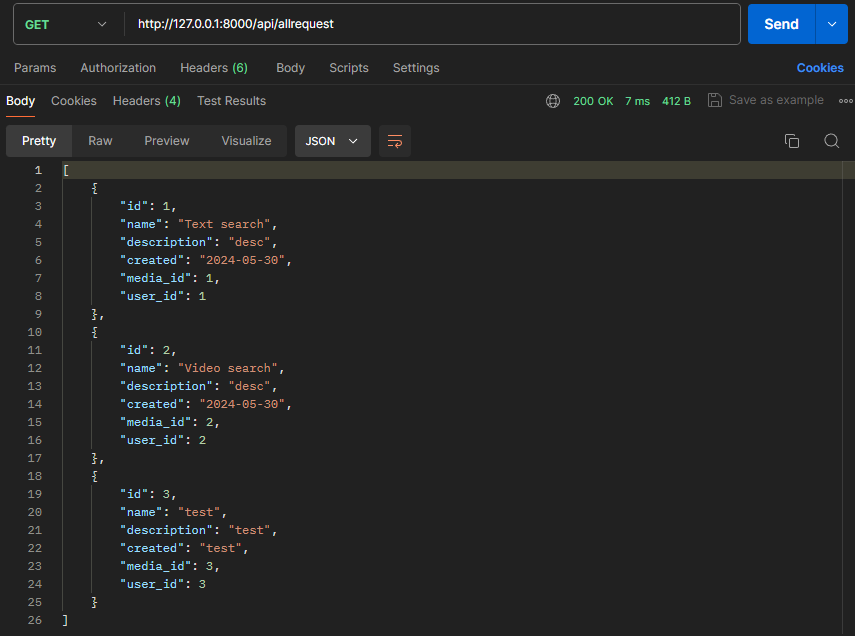 GET http://127.0.0.1:8000/api/allrequest Send
Params Authorization Headers (6) Body Scripts Settings Cookies
Body Cookies Headers (4) Test Results 200 OK 7 ms 412 B Save as example
Pretty Raw Preview Visualize JSON
1 [
2 {
3 "id": 1,
4 "name": "Text search",
5 "description": "desc",
6 "created": "2024-05-30",
7 "media_id": 1,
8 "user_id": 1
9 },
10 {
11 "id": 2,
12 "name": "Video search",
13 "description": "desc",
14 "created": "2024-05-30",
15 "media_id": 2,
16 "user_id": 2
17 },
18 {
19 "id": 3,
20 "name": "test",
21 "description": "test",
22 "created": "test",
23 "media_id": 3,
24 "user_id": 3
25 }
26 ]